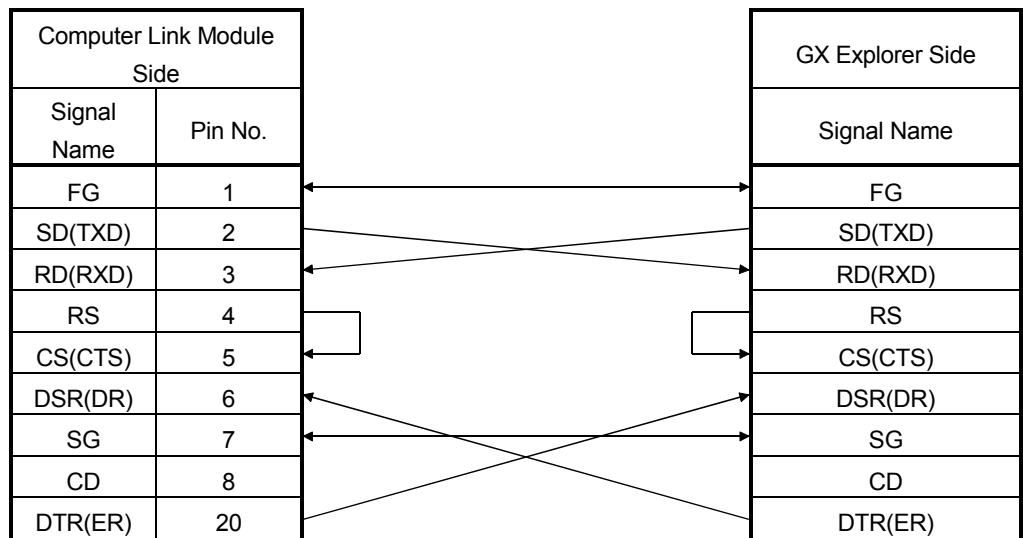 Computer Link Module
Side
GX Explorer Side
Signal
Name
Pin No.
Signal Name
FG 1 FG
SD(TXD) 2 SD(TXD)
RD(RXD) 3 RD(RXD)
RS 4 RS
CS(CTS) 5 CS(CTS)
DSR(DR) 6 DSR(DR)
SG 7 SG
CD 8 CD
DTR(ER) 20 DTR(ER)